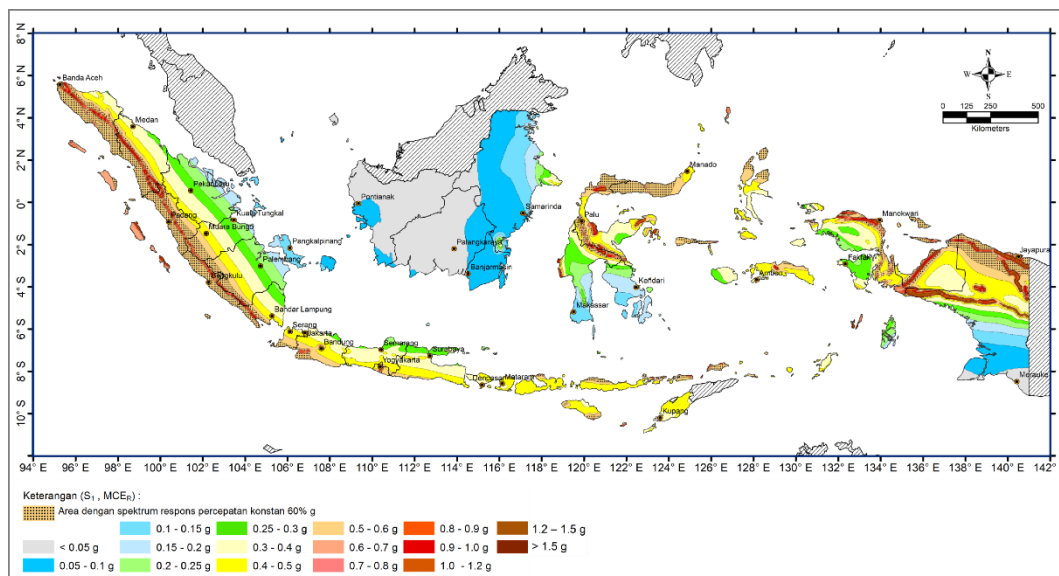 8° N
6° N
4° N
2° N
0°
2° S
4° S
6° S
8° S
10° S
N
W E
S
0 125 250 500
Kilometers
Banda Aceh
Medan
Pekanbaru
Padang
Kuala Tungkal
Muara Bungo
Pangkalpinang
Palembang
Bengkulu
Bandar Lampung
Serang
Jakarta
Bandung
Semarang
Surabaya
Yogyakarta
Denpasar
Mataram
Kupang
Pontianak
Samarinda
Palangkaraya
Banjarmasin
Manado
Palu
Kendari
Makassar
Manokwari
Fakfak
Ambon
Jayapura
Merauke
94° E 96° E 98° E 100° E 102° E 104° E 106° E 108° E 110° E 112° E 114° E 116° E 118° E 120° E 122° E 124° E 126° E 128° E 130° E 132° E 134° E 136° E 138° E 140° E 142° E
Keterangan (S1 , MCER) :
Area dengan spektrum respons percepatan konstan 60% g
< 0.05 g
0.05 - 0.1 g
0.1 - 0.15 g
0.15 - 0.2 g
0.2 - 0.25 g
0.25 - 0.3 g
0.3 - 0.4 g
0.4 - 0.5 g
0.5 - 0.6 g
0.6 - 0.7 g
0.7 - 0.8 g
0.8 - 0.9 g
0.9 - 1.0 g
1.0 - 1.2 g
1.2 – 1.5 g
> 1.5 g